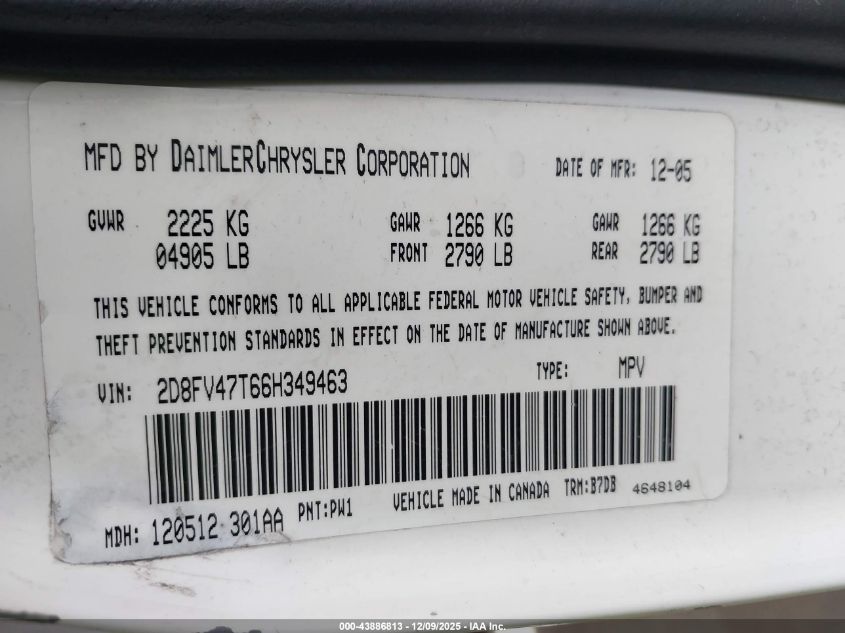 MFD BY DAIMLERCHRYSLER CORPORATION DATE OF MFR: 12-05
GVWR 2225 KG GAWR 1266 KG GAWR 1266 KG
04905 LB FRONT 2790 LB REAR 2790 LB
THIS VEHICLE CONFORMS TO ALL APPLICABLE FEDERAL MOTOR VEHICLE SAFETY, BUMPER AND
THEFT PREVENTION STANDARDS IN EFFECT ON THE DATE OF MANUFACTURE SHOWN ABOVE.
VIN: 2D8FV47T66H349463 TYPE: MPV
MDH: 120512 301AA PNT:PW1 VEHICLE MADE IN CANADA TRM:B7DB 4648104
000-43886813 - 12/09/2025 - IAA Inc.